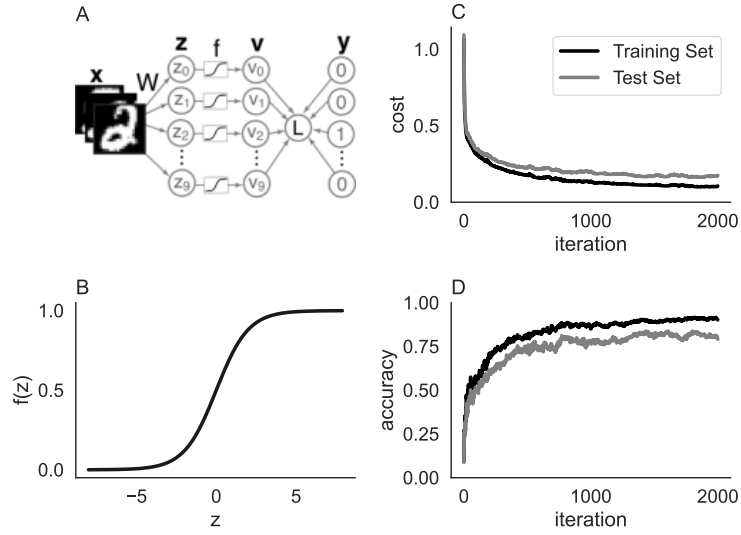 A
x
W
z
f
v
y
z0
v0
0
z1
v1
0
z2
v2
L
1
z9
v9
0
B
1.0
0.5
0.0
f(z)
−5
0
5
z
C
1.0
0.5
0.0
cost
Training Set
Test Set
0
1000
2000
iteration
D
1.00
0.75
0.50
0.25
0.00
accuracy
0
1000
2000
iteration